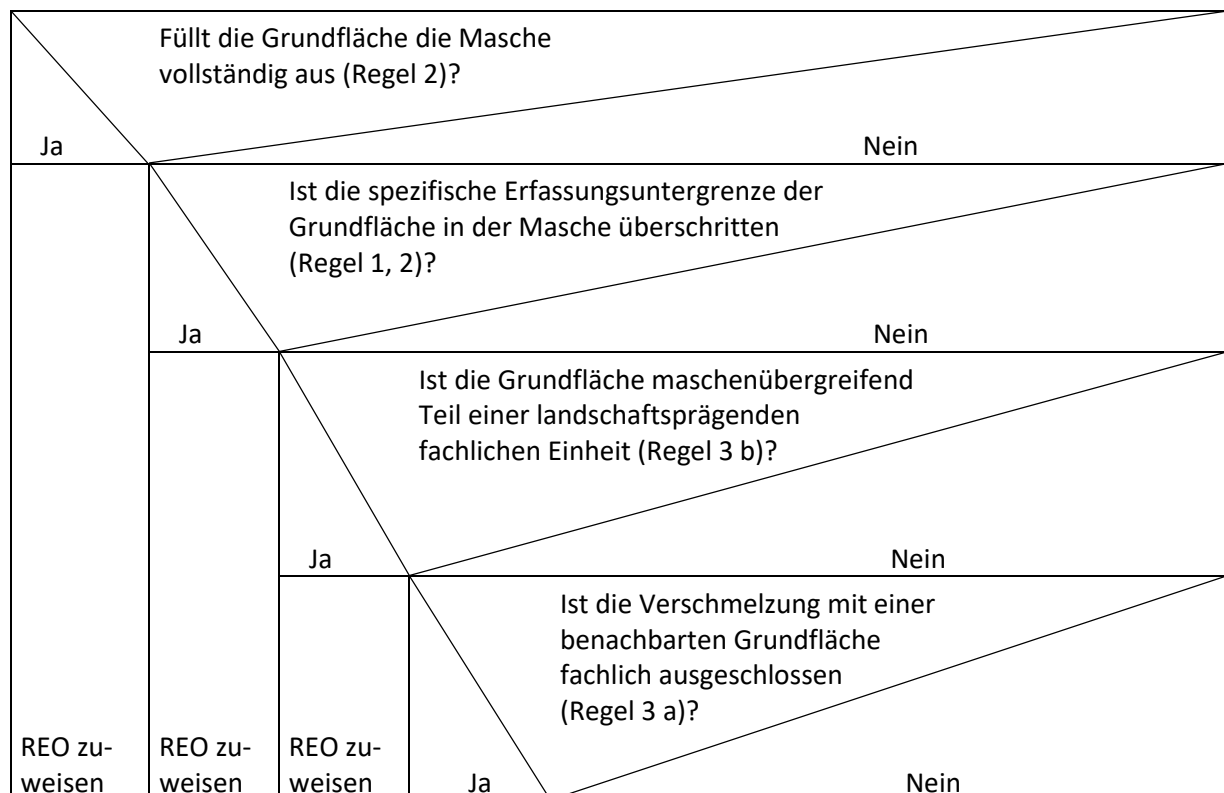 Füllt die Grundfläche die Masche
vollständig aus (Regel 2)?
Ja
Nein
Ist die spezifische Erfassungsuntergrenze der
Grundfläche in der Masche überschritten
(Regel 1, 2)?
Ja
Nein
Ist die Grundfläche maschenübergreifend
Teil einer landschaftsprägenden
fachlichen Einheit (Regel 3 b)?
Ja
Nein
Ist die Verschmelzung mit einer
benachbarten Grundfläche
fachlich ausgeschlossen
(Regel 3 a)?
REO zu-
weisen
REO zu-
weisen
REO zu-
weisen
Ja
Nein